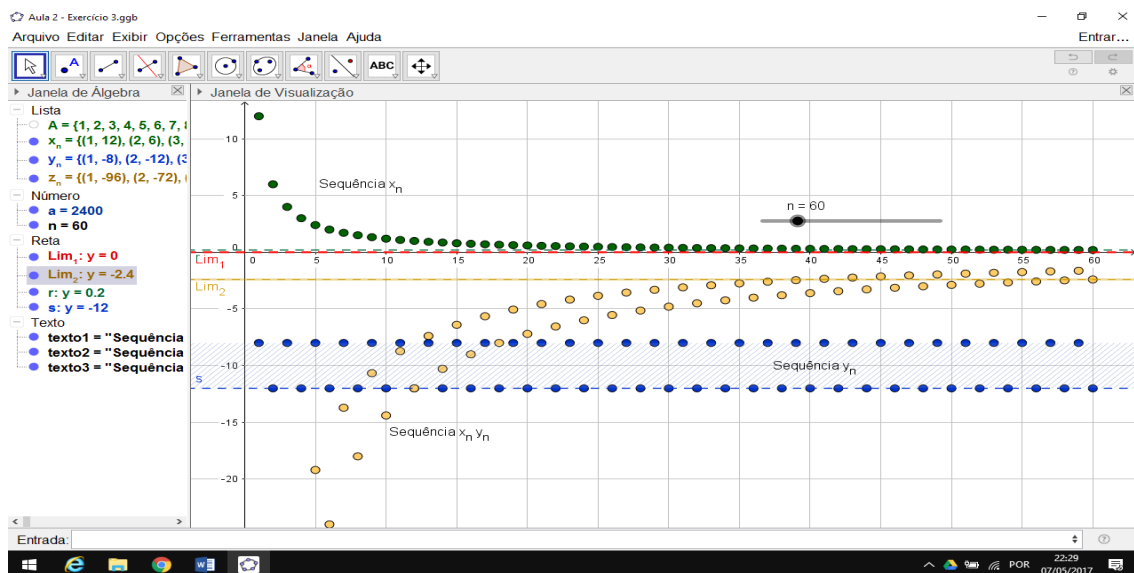 Aula 2 - Exercício 3.ggb
Arquivo Editar Exibir Opções Ferramentas Janela Ajuda
Entrar...
ABC
Janela de Álgebra
Janela de Visualização
Lista
A = {1, 2, 3, 4, 5, 6, 7, 8
xₙ = {(1, 12), (2, 6), (3,
yₙ = {(1, -8), (2, -12), (3
zₙ = {(1, -96), (2, -72), (
Número
a = 2400
n = 60
Reta
Lim₁: y = 0
Lim₂: y = -2.4
r: y = 0.2
s: y = -12
Texto
texto1 = "Sequência
texto2 = "Sequência
texto3 = "Sequência
10
Sequência xₙ
n = 60
5
0
Lim₁
0 5 10 15 20 25 30 35 40 45 50 55 60
Lim₂
-5
-10
Sequência yₙ
s
-15
Sequência xₙ yₙ
-20
Entrada:
POR
22:29
07/05/2017